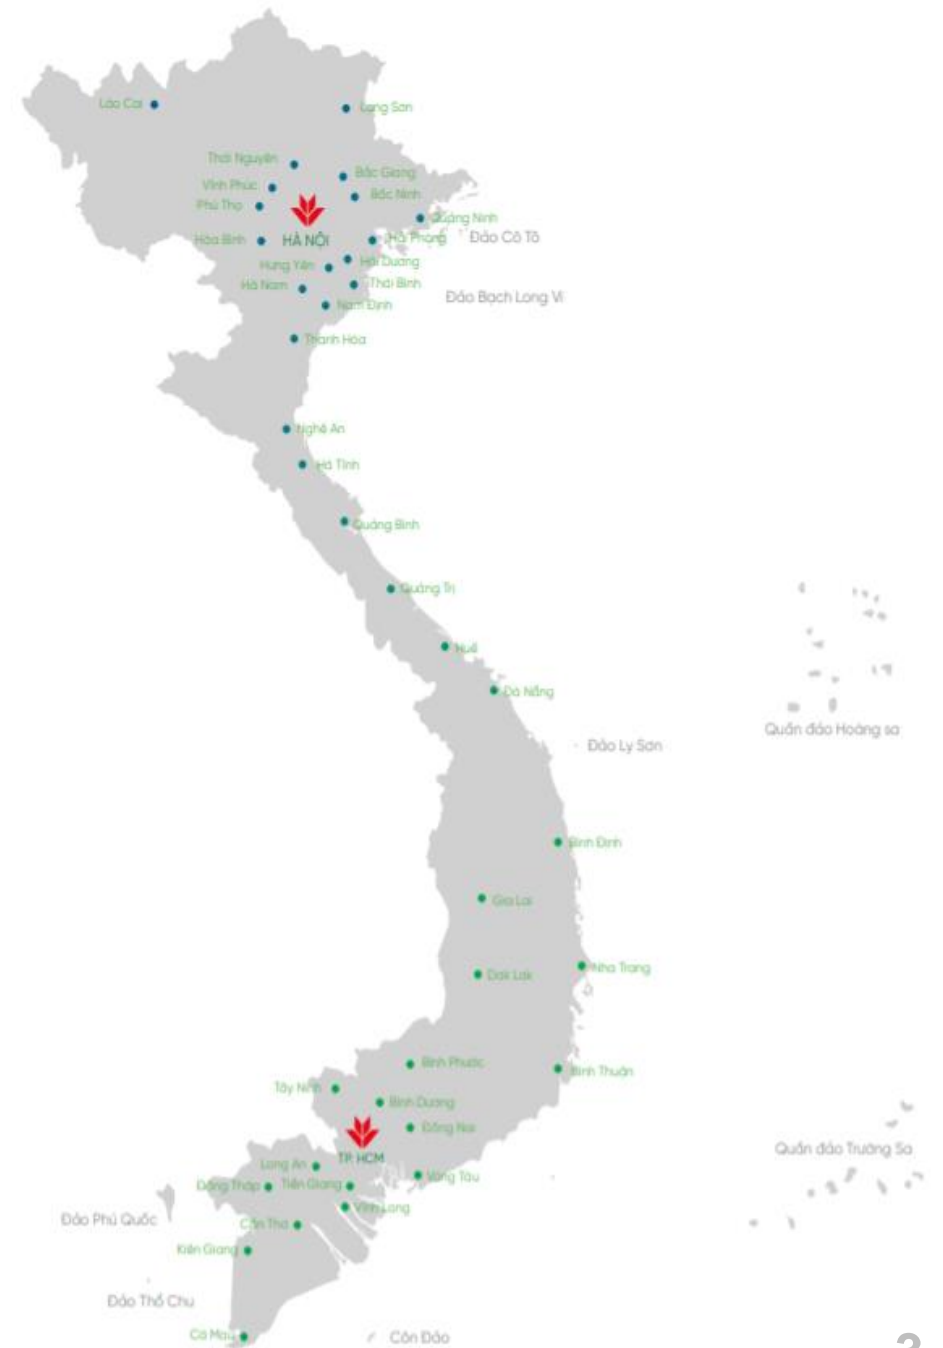 Lào Cai
Lạng Sơn
Thái Nguyên
Bắc Giang
Vĩnh Phúc
Bắc Ninh
Phú Thọ
Quảng Ninh
Hòa Bình
HÀ NỘI
Hải Phòng
Đảo Cô Tô
Hưng Yên
Hải Dương
Hà Nam
Thái Bình
Đảo Bạch Long Vĩ
Nam Định
Thanh Hóa
Nghệ An
Hà Tĩnh
Quảng Bình
Quảng Trị
Huế
Đà Nẵng
Quần đảo Hoàng sa
Đảo Lý Sơn
Bình Định
Gia Lai
Nha Trang
Dak Lak
Bình Phước
Bình Thuận
Tây Ninh
Bình Dương
Đồng Nai
Quần đảo Trường Sa
TP. HCM
Long An
Vũng Tàu
Đồng Tháp
Tiền Giang
Vĩnh Long
Đảo Phú Quốc
Cần Thơ
Kiên Giang
Đảo Thổ Chu
Cà Mau
Côn Đảo